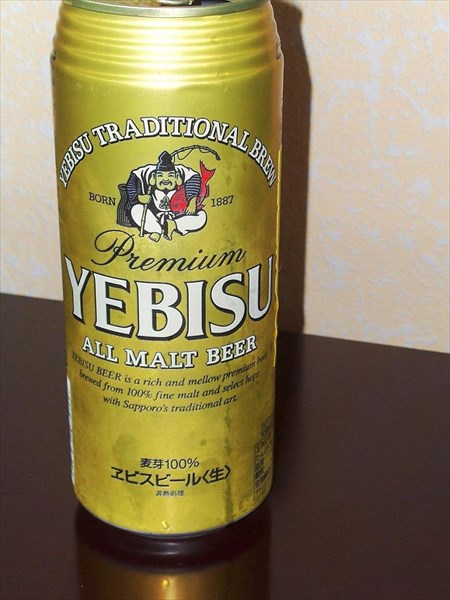 YEBISU TRADITIONAL BREW
BORN 1887
Premium
YEBISU
ALL MALT BEER
YEBISU BEER is a rich and mellow premium beer
brewed from 100% fine malt and select hops
with Sapporo's traditional art.
麦芽100%
ヱビスビール〈生〉
非熱処理